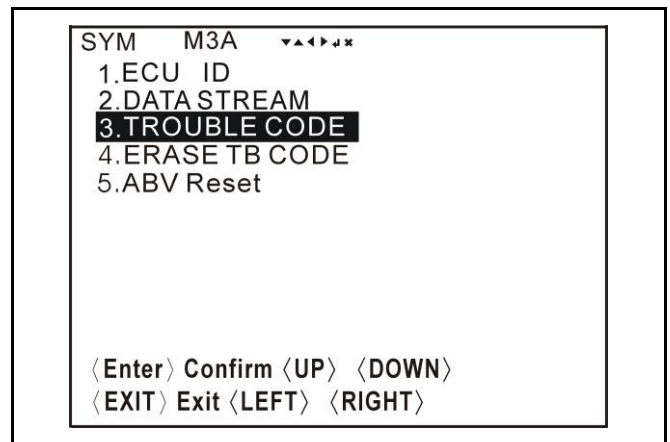 SYM M3A ▼▲◀▶↲✖
1.ECU ID
2.DATA STREAM
3.TROUBLE CODE
4.ERASE TB CODE
5.ABV Reset
〈Enter〉 Confirm 〈UP〉 〈DOWN〉
〈EXIT〉 Exit 〈LEFT〉 〈RIGHT〉